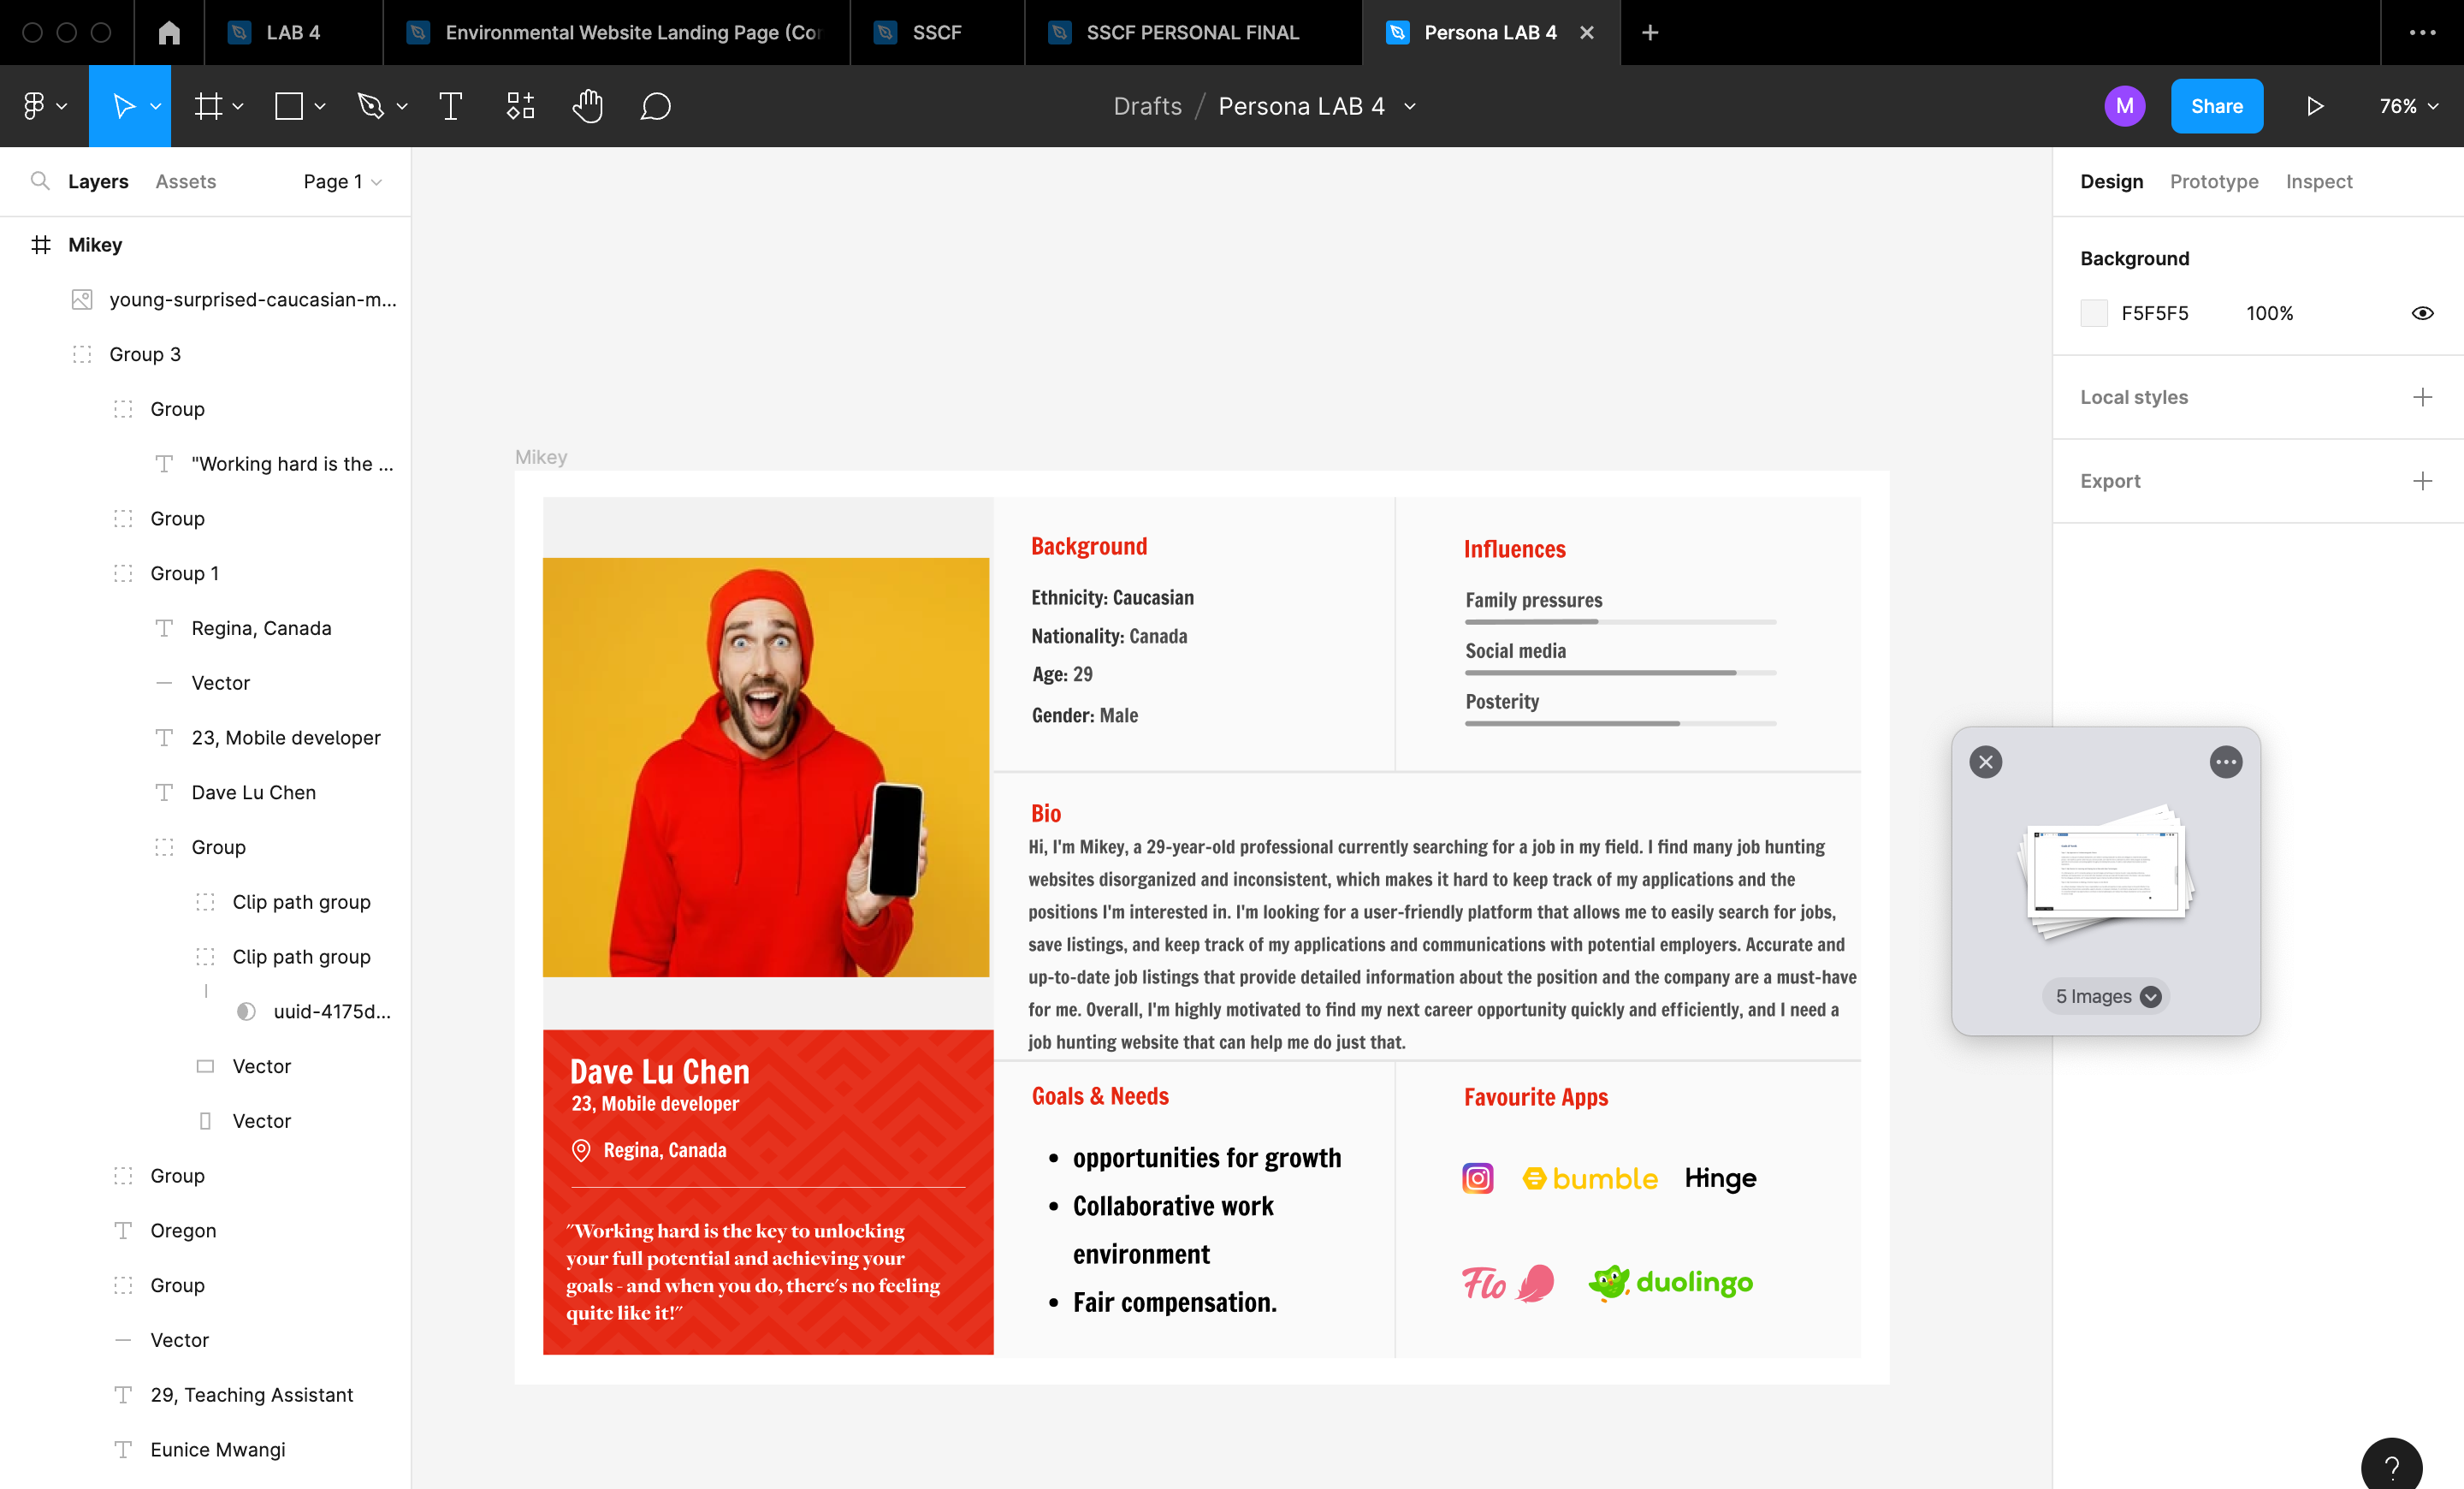 LAB 4
Environmental Website Landing Page (Cor
SSCF
SSCF PERSONAL FINAL
Persona LAB 4
Drafts / Persona LAB 4
M
Share
76%
Layers
Assets
Page 1
Mikey
young-surprised-caucasian-m...
Group 3
Group
"Working hard is the ...
Group
Group 1
Regina, Canada
Vector
23, Mobile developer
Dave Lu Chen
Group
Clip path group
Clip path group
uuid-4175d...
Vector
Vector
Group
Oregon
Group
Vector
29, Teaching Assistant
Eunice Mwangi
Mikey
Dave Lu Chen
23, Mobile developer
Regina, Canada
"Working hard is the key to unlocking
your full potential and achieving your
goals - and when you do, there's no feeling
quite like it!"
Background
Ethnicity: Caucasian
Nationality: Canada
Age: 29
Gender: Male
Influences
Family pressures
Social media
Posterity
Bio
Hi, I'm Mikey, a 29-year-old professional currently searching for a job in my field. I find many job hunting
websites disorganized and inconsistent, which makes it hard to keep track of my applications and the
positions I'm interested in. I'm looking for a user-friendly platform that allows me to easily search for jobs,
save listings, and keep track of my applications and communications with potential employers. Accurate and
up-to-date job listings that provide detailed information about the position and the company are a must-have
for me. Overall, I'm highly motivated to find my next career opportunity quickly and efficiently, and I need a
job hunting website that can help me do just that.
Goals & Needs
• opportunities for growth
• Collaborative work
environment
• Fair compensation.
Favourite Apps
bumble
Hinge
Flo
duolingo
Design
Prototype
Inspect
Background
F5F5F5
100%
Local styles
Export
5 Images
?